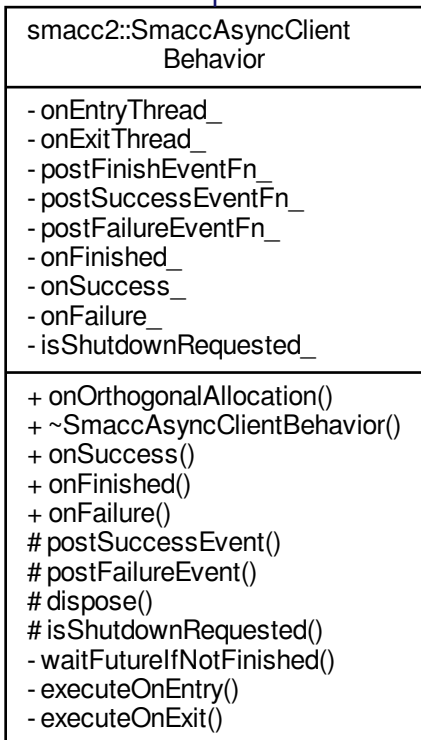 smacc2::SmaccAsyncClient
Behavior
- onEntryThread_
- onExitThread_
- postFinishEventFn_
- postSuccessEventFn_
- postFailureEventFn_
- onFinished_
- onSuccess_
- onFailure_
- isShutdownRequested_
+ onOrthogonalAllocation()
+ ~SmaccAsyncClientBehavior()
+ onSuccess()
+ onFinished()
+ onFailure()
# postSuccessEvent()
# postFailureEvent()
# dispose()
# isShutdownRequested()
- waitFutureIfNotFinished()
- executeOnEntry()
- executeOnExit()